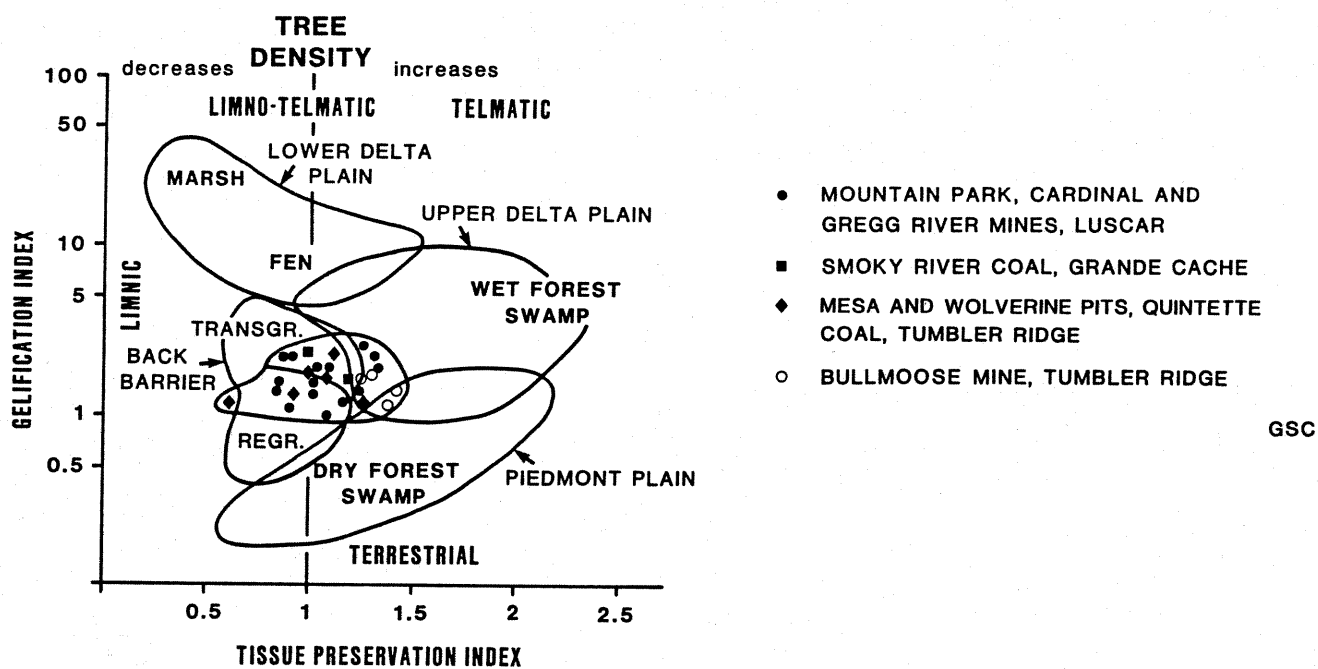 TREE
DENSITY
decreases
increases
LIMNO-TELMATIC
TELMATIC
100
50
10
5
1
0.5
GELIFICATION INDEX
LIMNIC
MARSH
LOWER DELTA
PLAIN
UPPER DELTA PLAIN
FEN
WET FOREST
SWAMP
TRANSGR.
BACK
BARRIER
REGR.
DRY FOREST
SWAMP
PIEDMONT PLAIN
TERRESTRIAL
0.5
1
1.5
2
2.5
TISSUE PRESERVATION INDEX
MOUNTAIN PARK, CARDINAL AND
GREGG RIVER MINES, LUSCAR
SMOKY RIVER COAL, GRANDE CACHE
MESA AND WOLVERINE PITS, QUINTETTE
COAL, TUMBLER RIDGE
BULLMOOSE MINE, TUMBLER RIDGE
GSC